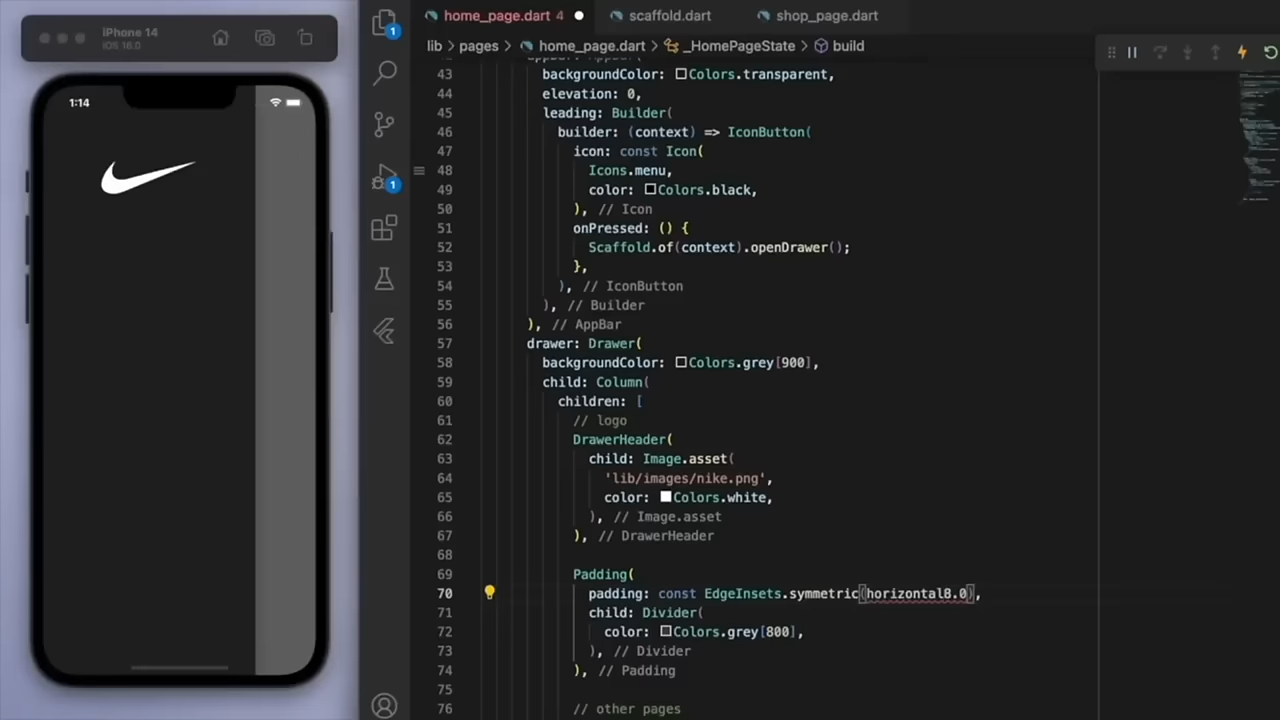 iPhone 14
iOS 16.0
1:14
1
1
home_page.dart 4
scaffold.dart
shop_page.dart
lib > pages > home_page.dart > _HomePageState > build
43 backgroundColor: Colors.transparent,
44 elevation: 0,
45 leading: Builder(
46 builder: (context) => IconButton(
47 icon: const Icon(
48 Icons.menu,
49 color: Colors.black,
50 ), // Icon
51 onPressed: () {
52 Scaffold.of(context).openDrawer();
53 },
54 ), // IconButton
55 ), // Builder
56 ), // AppBar
57 drawer: Drawer(
58 backgroundColor: Colors.grey[900],
59 child: Column(
60 children: [
61 // logo
62 DrawerHeader(
63 child: Image.asset(
64 'lib/images/nike.png',
65 color: Colors.white,
66 ), // Image.asset
67 ), // DrawerHeader
68
69 Padding(
70 padding: const EdgeInsets.symmetric(horizontal8.0),
71 child: Divider(
72 color: Colors.grey[800],
73 ), // Divider
74 ), // Padding
75
76 // other pages